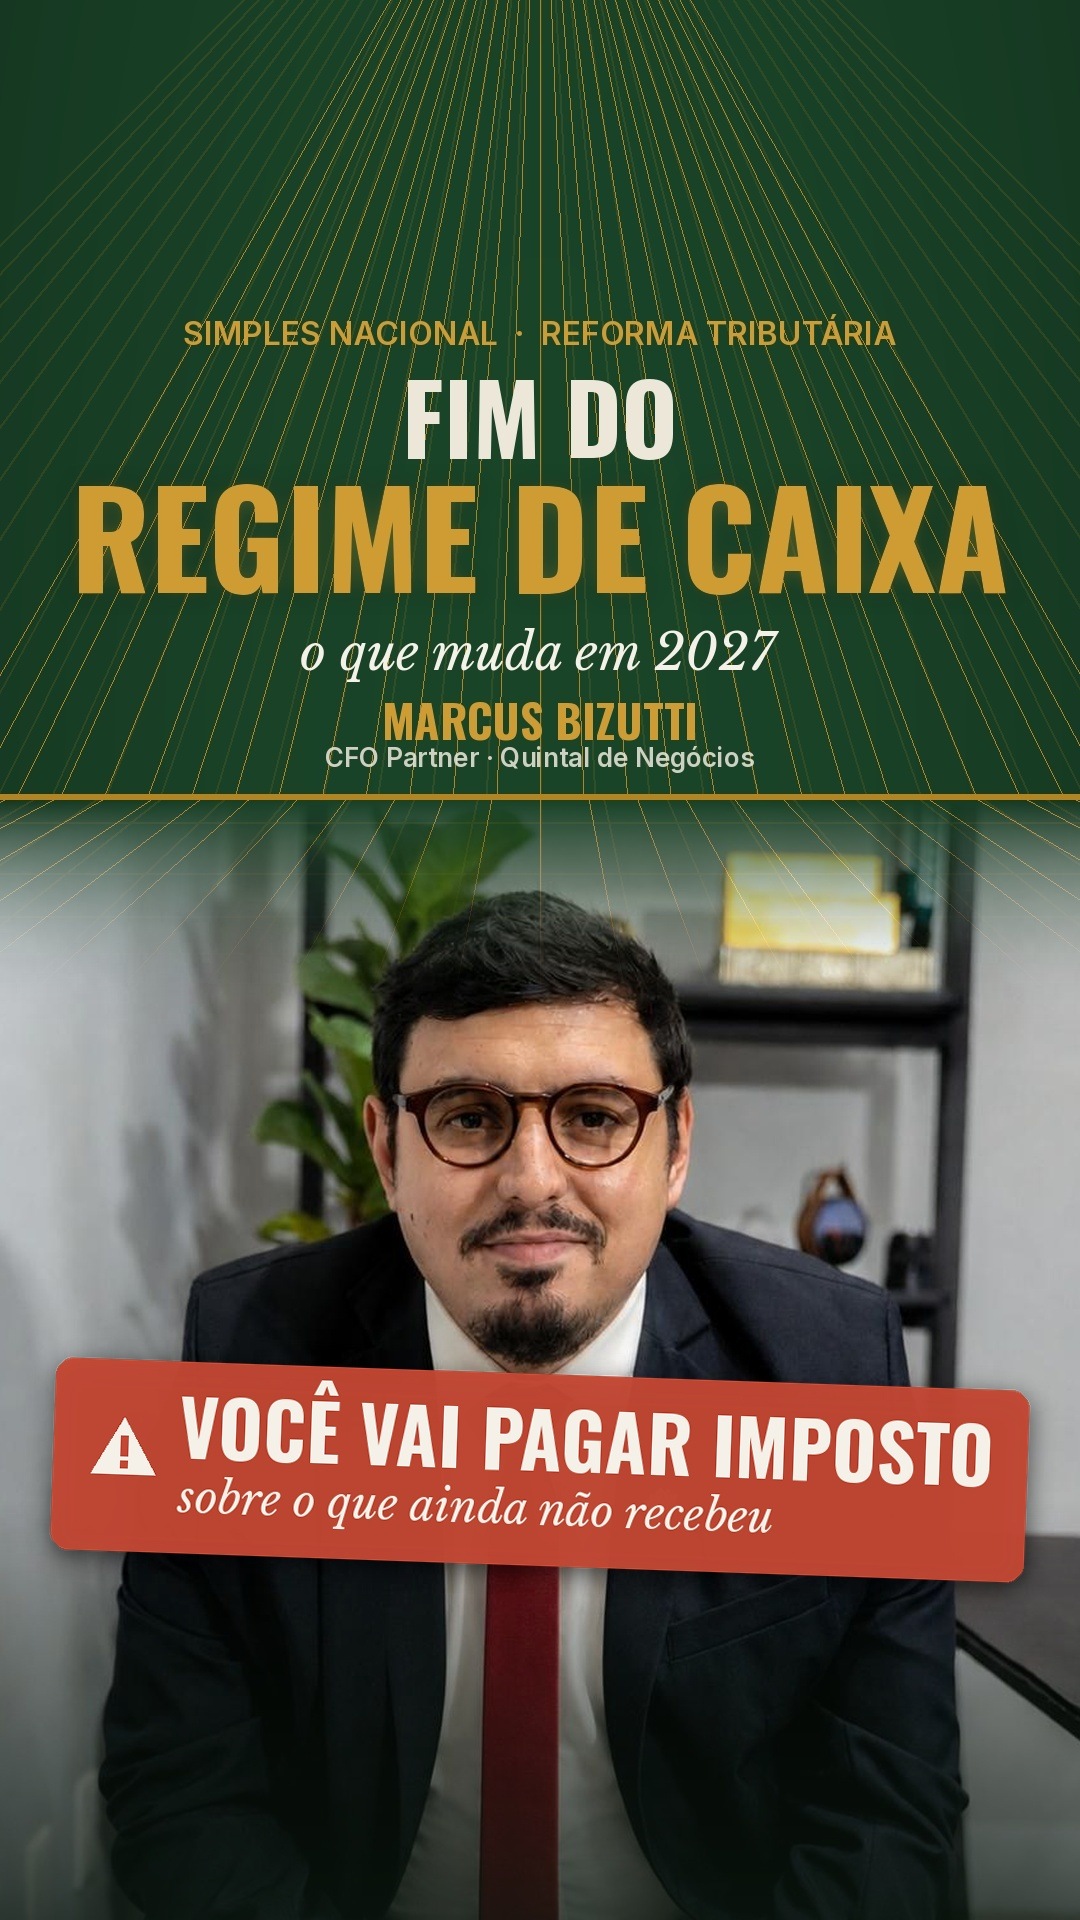 SIMPLES NACIONAL · REFORMA TRIBUTÁRIA
FIM DO
REGIME DE CAIXA
o que muda em 2027
MARCUS BIZUTTI
CFO Partner · Quintal de Negócios
VOCÊ VAI PAGAR IMPOSTO
sobre o que ainda não recebeu